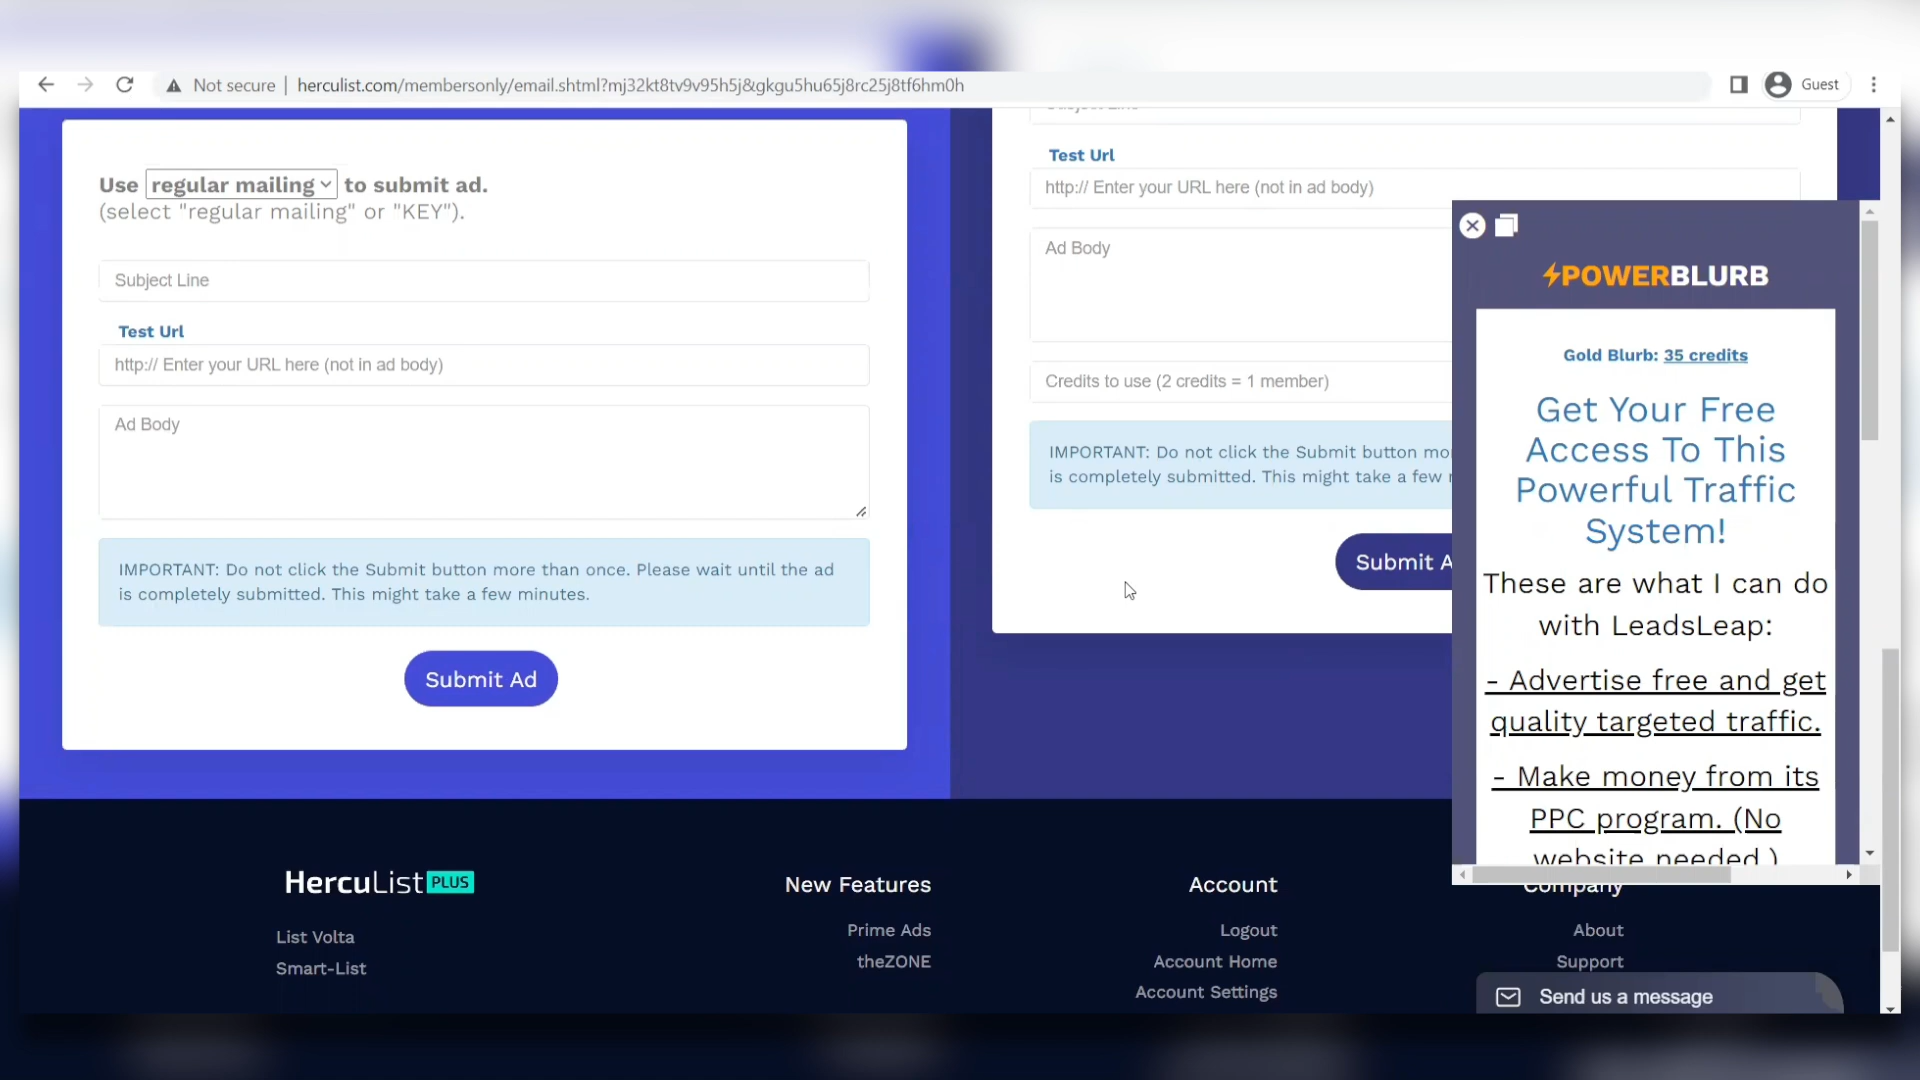 Not secure | herculist.com/membersonly/email.shtml?mj32kt8tv9v95h5j&gkgu5hu65j8rc25j8tf6hm0h
Guest
Use regular mailing to submit ad.
(select "regular mailing" or "KEY").
Subject Line
Test Url
http:// Enter your URL here (not in ad body)
Ad Body
IMPORTANT: Do not click the Submit button more than once. Please wait until the ad
is completely submitted. This might take a few minutes.
Submit Ad
Subject Line
Test Url
http:// Enter your URL here (not in ad body)
Ad Body
Credits to use (2 credits = 1 member)
IMPORTANT: Do not click the Submit button mo
is completely submitted. This might take a few
Submit A
POWERBLURB
Gold Blurb: 35 credits
Get Your Free
Access To This
Powerful Traffic
System!
These are what I can do
with LeadsLeap:
- Advertise free and get
quality targeted traffic.
- Make money from its
PPC program. (No
website needed.)
HercuList PLUS
List Volta
Smart-List
New Features
Prime Ads
theZONE
Account
Logout
Account Home
Account Settings
Company
About
Support
Send us a message